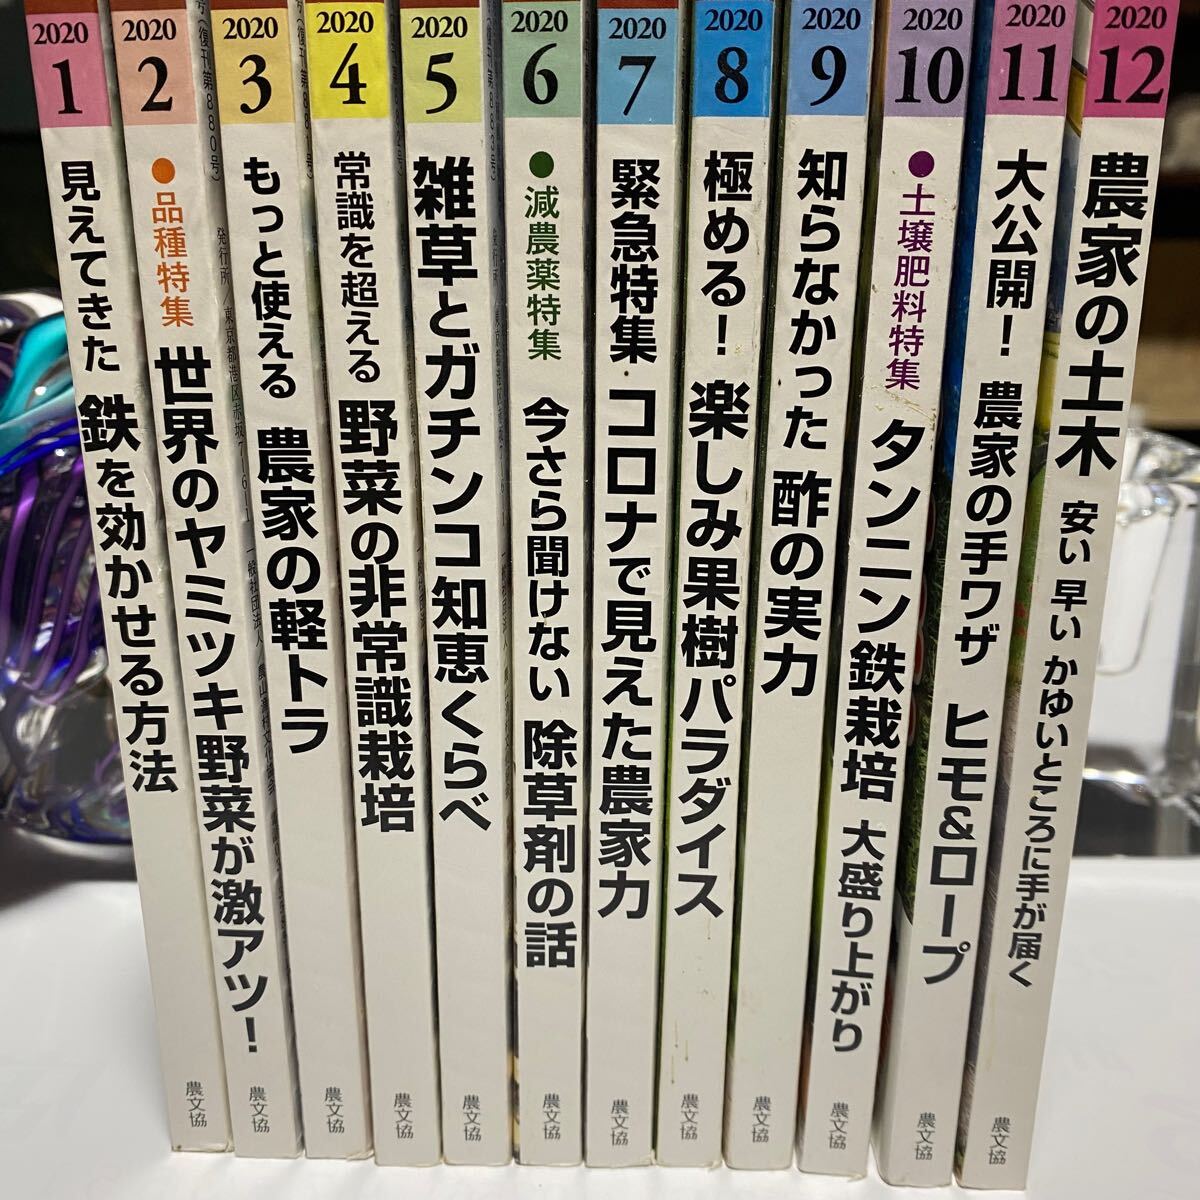 2020
1
見えてきた 鉄を効かせる方法
農文協
2020
2
●品種特集 世界のヤミツキ野菜が激アツ!
農文協
2020
3
もっと使える 農家の軽トラ
農文協
2020
4
常識を超える 野菜の非常識栽培
農文協
2020
5
雑草とガチンコ知恵くらべ
農文協
2020
6
●減農薬特集 今さら聞けない 除草剤の話
農文協
2020
7
緊急特集 コロナで見えた農家力
農文協
2020
8
極める! 楽しみ果樹パラダイス
農文協
2020
9
知らなかった 酢の実力
農文協
2020
10
●土壌肥料特集 タンニン鉄栽培 大盛り上がり
農文協
2020
11
大公開! 農家の手ワザ ヒモ&ロープ
農文協
2020
12
農家の土木 安い 早い かゆいところに手が届く
農文協